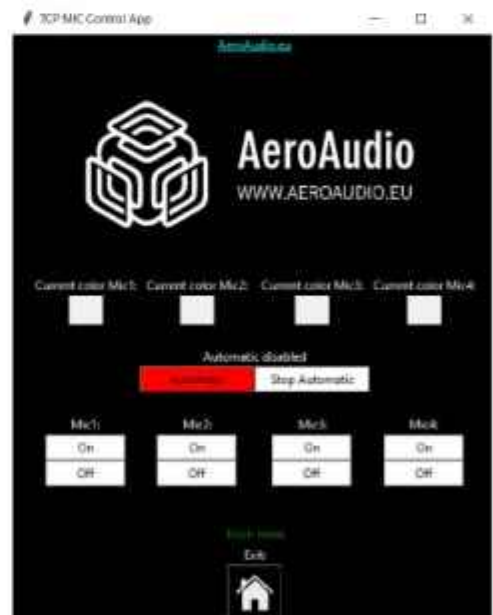 TCP MIC Control App
AeroAudio.eu
AeroAudio
WWW.AEROAUDIO.EU
Current color Mic1: Current color Mic2: Current color Mic3: Current color Mic4:
Automatic disabled
Automatic Stop Automatic
Mic1: Mic2: Mic3: Mic4:
On On On On
Off Off Off Off
Exit: